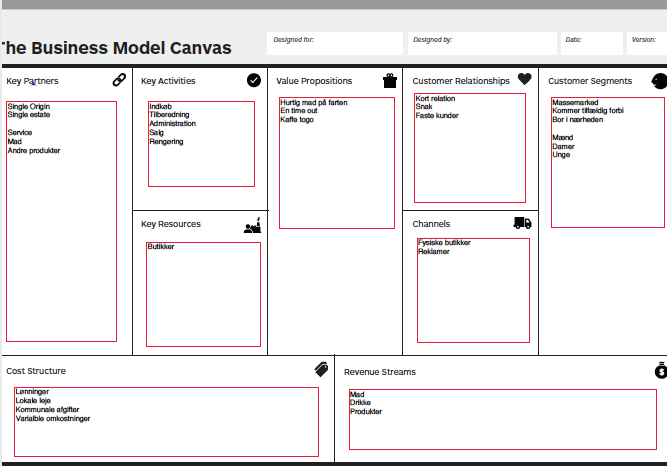 The Business Model Canvas
Designed for:
Designed by:
Date:
Version:
Key Partners
Single Origin
Single estate
Service
Mad
Andre produkter
Key Activities
Indkøb
Tilberedning
Administration
Salg
Rengøring
Key Resources
Butikker
Value Propositions
Hurtig mad på farten
En time out
Kaffe togo
Customer Relationships
Kort relation
Snak
Faste kunder
Channels
Fysiske butikker
Reklamer
Customer Segments
Massemarked
Kommer tilfældig forbi
Bor i nærheden
Mænd
Damer
Unge
Cost Structure
Lønninger
Lokale leje
Kommunale afgifter
Varialble omkostninger
Revenue Streams
Mad
Drikke
Produkter